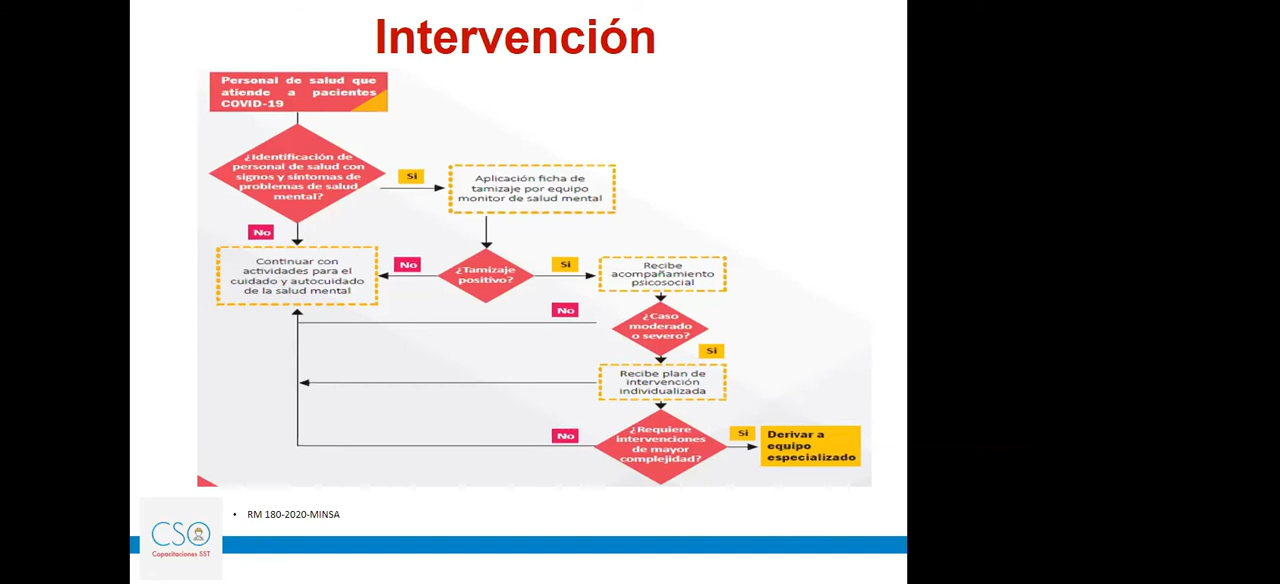 Intervención
Personal de salud que
atiende a pacientes
COVID-19
¿Identificación de
personal de salud con
signos y síntomas de
problemas de salud
mental?
Si
Aplicación ficha de
tamizaje por equipo
monitor de salud mental
No
Continuar con
actividades para el
cuidado y autocuidado
de la salud mental
No
¿Tamizaje
positivo?
Si
Recibe
acompañamiento
psicosocial
No
¿Caso
moderado
o severo?
Si
Recibe plan de
intervención
individualizada
No
¿Requiere
intervenciones
de mayor
complejidad?
Si
Derivar a
equipo
especializado
• RM 180-2020-MINSA
CSO
Capacitaciones SST